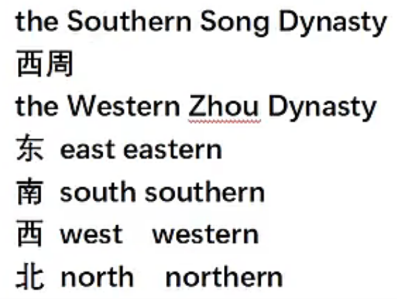 the Southern Song Dynasty
西周
the Western Zhou Dynasty
东 east eastern
南 south southern
西 west western
北 north northern